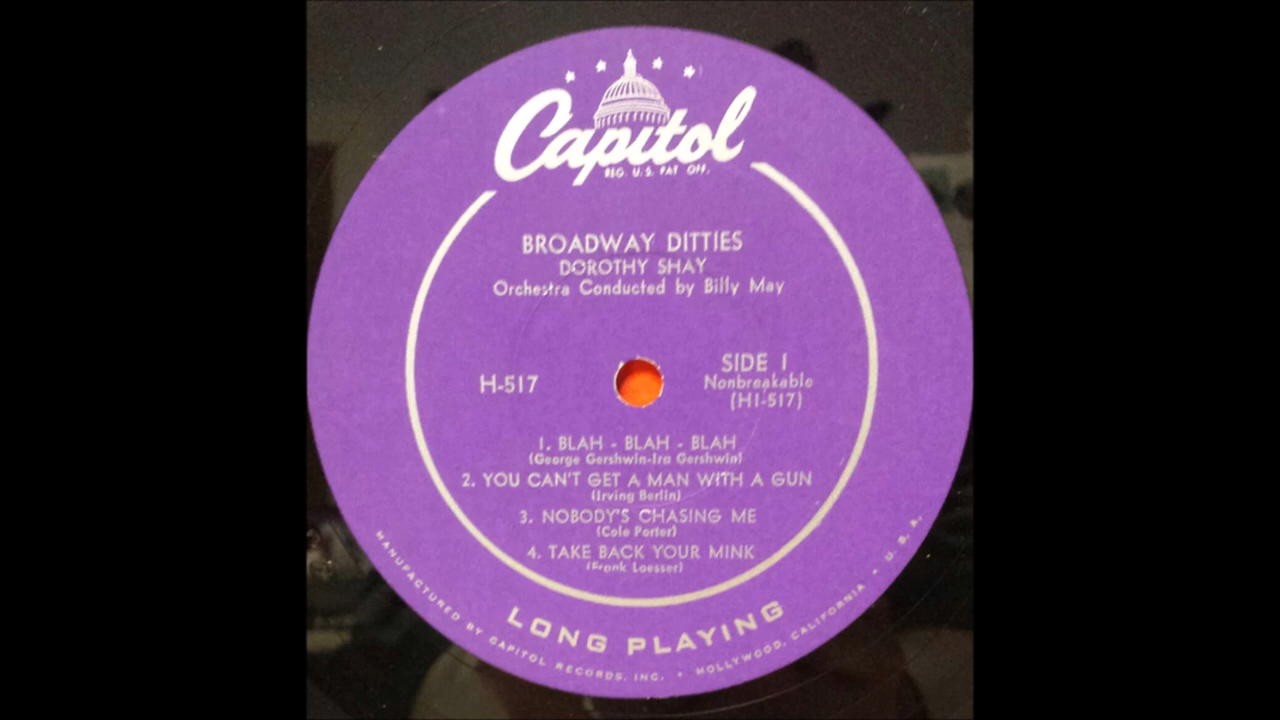 Capitol
REG. U.S. PAT. OFF.
BROADWAY DITTIES
DOROTHY SHAY
Orchestra Conducted by Billy May
SIDE 1
H-517
Nonbreakable
(H1-517)
1. BLAH - BLAH - BLAH
(George Gershwin-Ira Gershwin)
2. YOU CAN'T GET A MAN WITH A GUN
(Irving Berlin)
3. NOBODY'S CHASING ME
(Cole Porter)
4. TAKE BACK YOUR MINK
(Frank Loesser)
LONG PLAYING
MANUFACTURED BY CAPITOL RECORDS, INC. • HOLLYWOOD, CALIFORNIA • U. S. A.